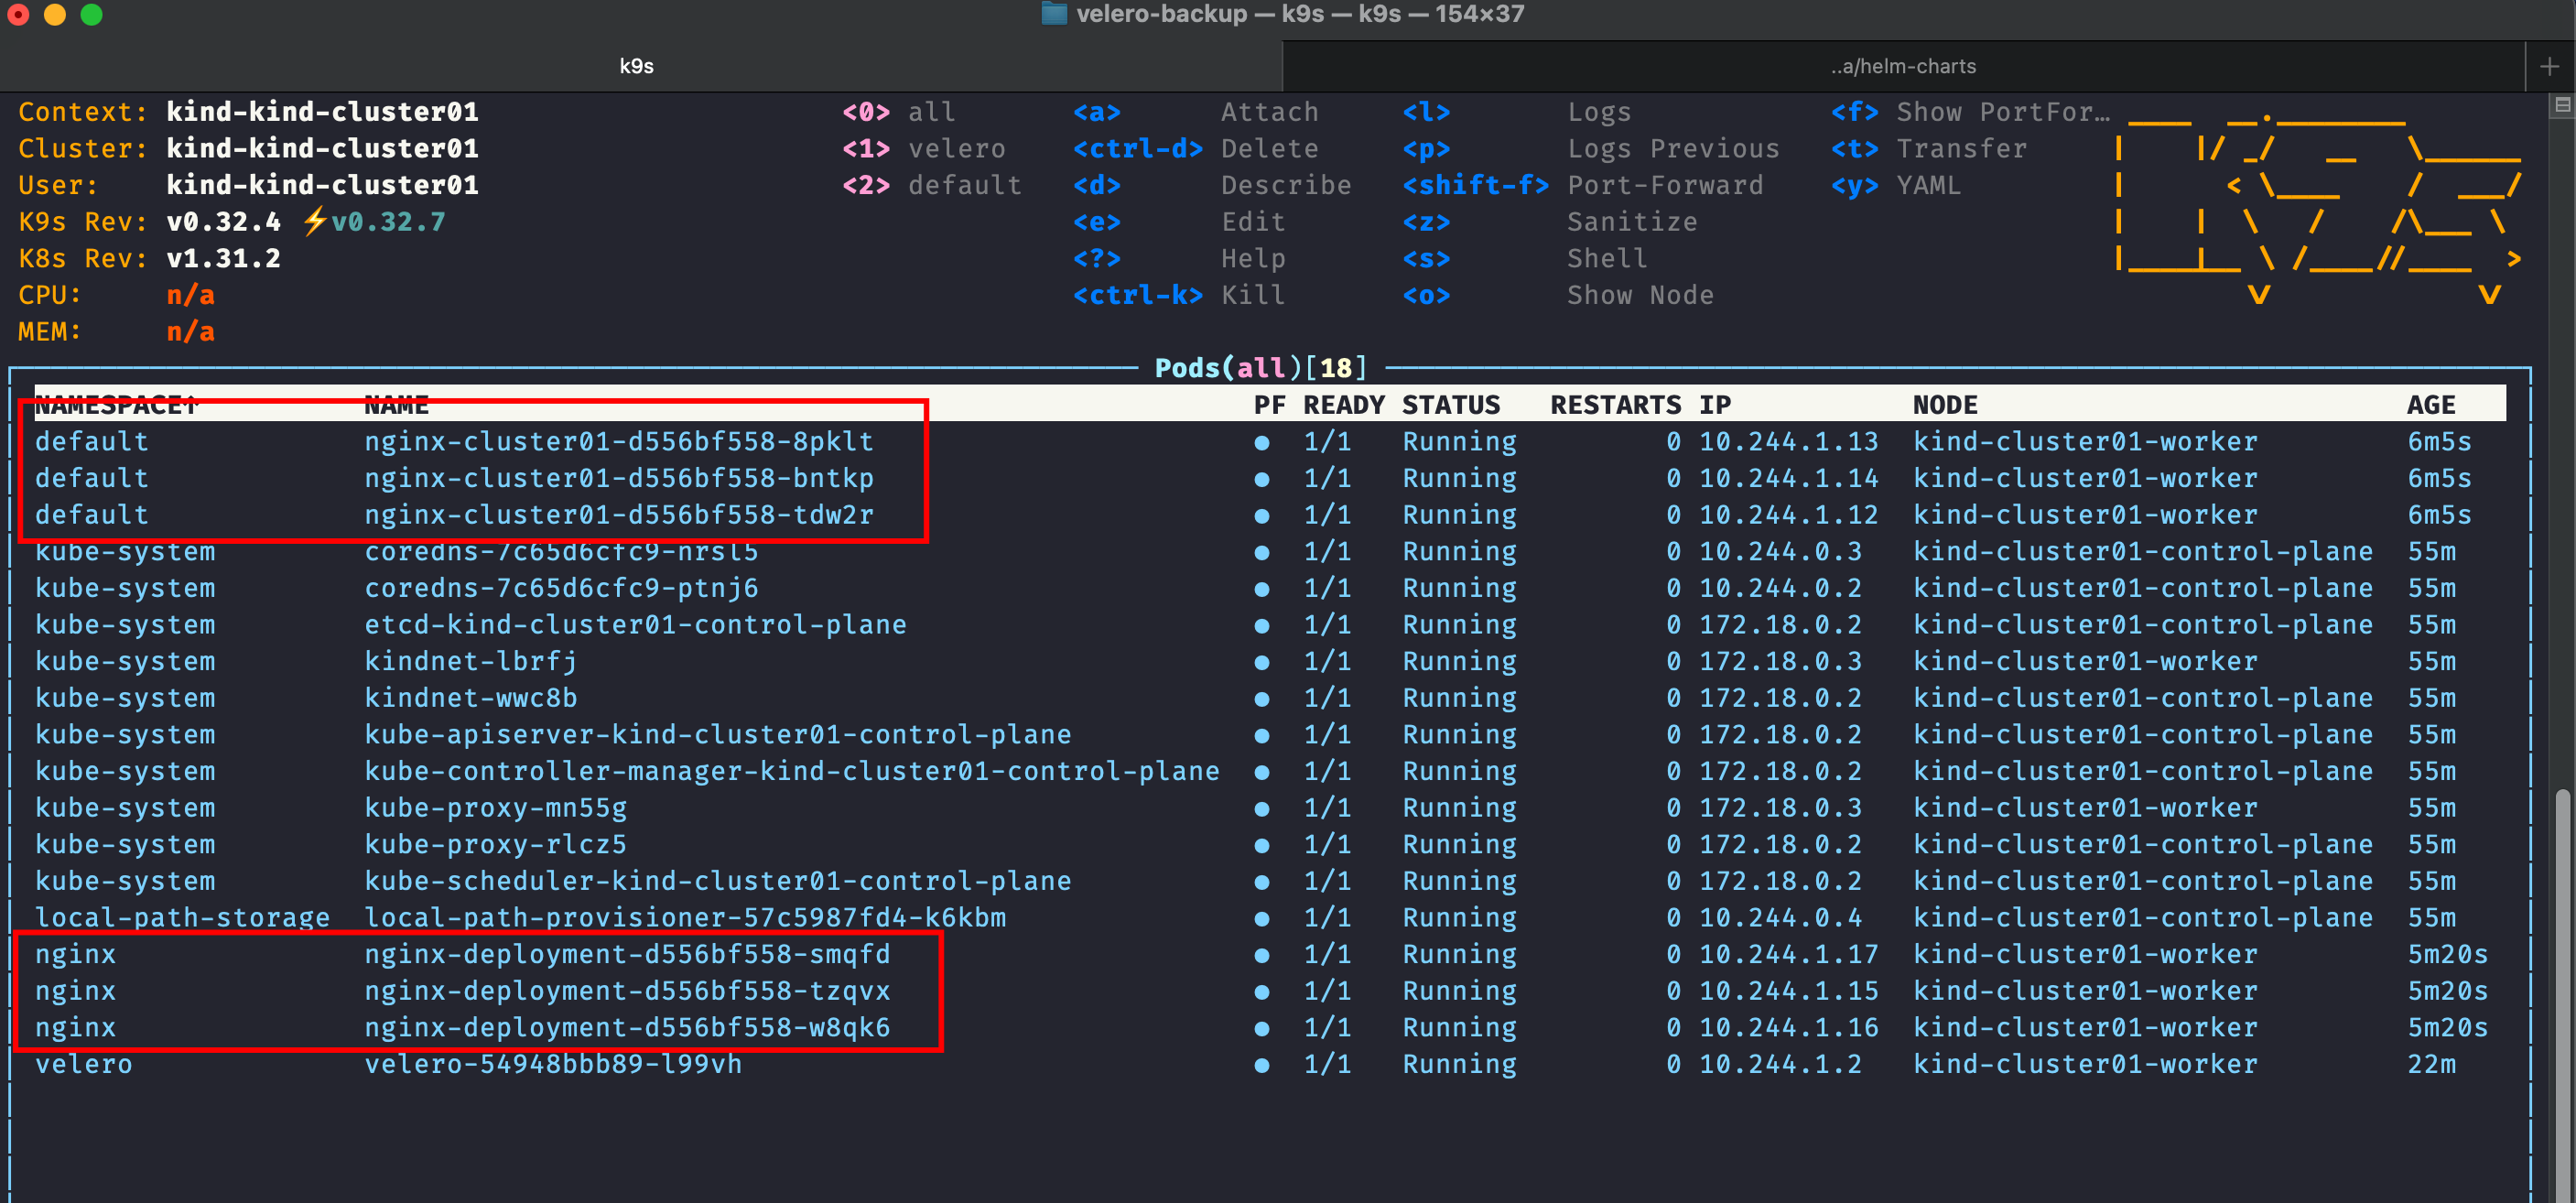 velero-backup — k9s — k9s — 154×37
k9s
..a/helm-charts
Context: kind-kind-cluster01 <0> all <a> Attach <l> Logs <f> Show PortFor…
Cluster: kind-kind-cluster01 <1> velero <ctrl-d> Delete <p> Logs Previous <t> Transfer
User: kind-kind-cluster01 <2> default <d> Describe <shift-f> Port-Forward <y> YAML
K9s Rev: v0.32.4 ⚡v0.32.7 <e> Edit <z> Sanitize
K8s Rev: v1.31.2 <?> Help <s> Shell
CPU: n/a <ctrl-k> Kill <o> Show Node
MEM: n/a
Pods(all)[18]
NAMESPACE↑ NAME PF READY STATUS RESTARTS IP NODE AGE
default nginx-cluster01-d556bf558-8pklt ● 1/1 Running 0 10.244.1.13 kind-cluster01-worker 6m5s
default nginx-cluster01-d556bf558-bntkp ● 1/1 Running 0 10.244.1.14 kind-cluster01-worker 6m5s
default nginx-cluster01-d556bf558-tdw2r ● 1/1 Running 0 10.244.1.12 kind-cluster01-worker 6m5s
kube-system coredns-7c65d6cfc9-nrsl5 ● 1/1 Running 0 10.244.0.3 kind-cluster01-control-plane 55m
kube-system coredns-7c65d6cfc9-ptnj6 ● 1/1 Running 0 10.244.0.2 kind-cluster01-control-plane 55m
kube-system etcd-kind-cluster01-control-plane ● 1/1 Running 0 172.18.0.2 kind-cluster01-control-plane 55m
kube-system kindnet-lbrfj ● 1/1 Running 0 172.18.0.3 kind-cluster01-worker 55m
kube-system kindnet-wwc8b ● 1/1 Running 0 172.18.0.2 kind-cluster01-control-plane 55m
kube-system kube-apiserver-kind-cluster01-control-plane ● 1/1 Running 0 172.18.0.2 kind-cluster01-control-plane 55m
kube-system kube-controller-manager-kind-cluster01-control-plane ● 1/1 Running 0 172.18.0.2 kind-cluster01-control-plane 55m
kube-system kube-proxy-mn55g ● 1/1 Running 0 172.18.0.3 kind-cluster01-worker 55m
kube-system kube-proxy-rlcz5 ● 1/1 Running 0 172.18.0.2 kind-cluster01-control-plane 55m
kube-system kube-scheduler-kind-cluster01-control-plane ● 1/1 Running 0 172.18.0.2 kind-cluster01-control-plane 55m
local-path-storage local-path-provisioner-57c5987fd4-k6kbm ● 1/1 Running 0 10.244.0.4 kind-cluster01-control-plane 55m
nginx nginx-deployment-d556bf558-smqfd ● 1/1 Running 0 10.244.1.17 kind-cluster01-worker 5m20s
nginx nginx-deployment-d556bf558-tzqvx ● 1/1 Running 0 10.244.1.15 kind-cluster01-worker 5m20s
nginx nginx-deployment-d556bf558-w8qk6 ● 1/1 Running 0 10.244.1.16 kind-cluster01-worker 5m20s
velero velero-54948bbb89-l99vh ● 1/1 Running 0 10.244.1.2 kind-cluster01-worker 22m